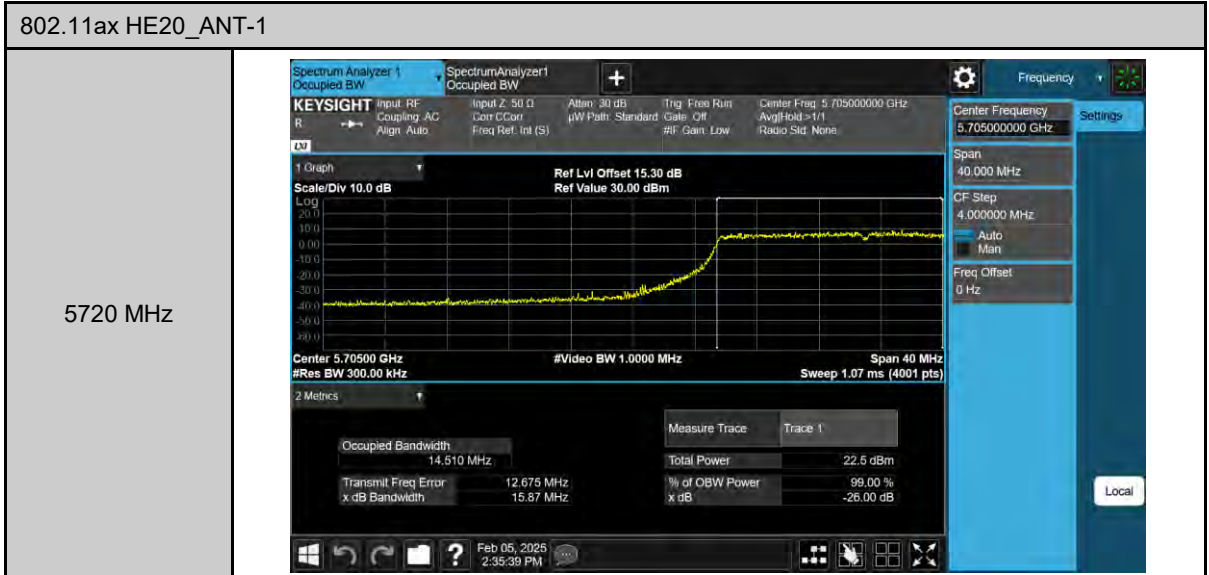 802.11ax HE20_ANT-1
5720 MHz
Spectrum Analyzer 1
Occupied BW
SpectrumAnalyzer1
Occupied BW
Frequency
KEYSIGHT
R
LXI
Input: RF
Coupling: AC
Align: Auto
Input Z: 50 Ω
Corr CCorr
Freq Ref: Int (S)
Atten: 30 dB
µW Path: Standard
Trig: Free Run
Gate: Off
#IF Gain: Low
Center Freq: 5.705000000 GHz
Avg|Hold:>1/1
Radio Std: None
Center Frequency
5.705000000 GHz
Settings
Span
40.000 MHz
CF Step
4.000000 MHz
Auto
Man
Freq Offset
0 Hz
1 Graph
Scale/Div 10.0 dB
Ref Lvl Offset 15.30 dB
Ref Value 30.00 dBm
Log
20.0
10.0
0.00
-10.0
-20.0
-30.0
-40.0
-50.0
-60.0
Center 5.70500 GHz
#Video BW 1.0000 MHz
Span 40 MHz
#Res BW 300.00 kHz
Sweep 1.07 ms (4001 pts)
2 Metrics
Measure Trace
Trace 1
Occupied Bandwidth
14.510 MHz
Total Power
22.5 dBm
Transmit Freq Error
12.675 MHz
% of OBW Power
99.00 %
x dB Bandwidth
15.87 MHz
x dB
-26.00 dB
Local
?
Feb 05, 2025
2:35:39 PM